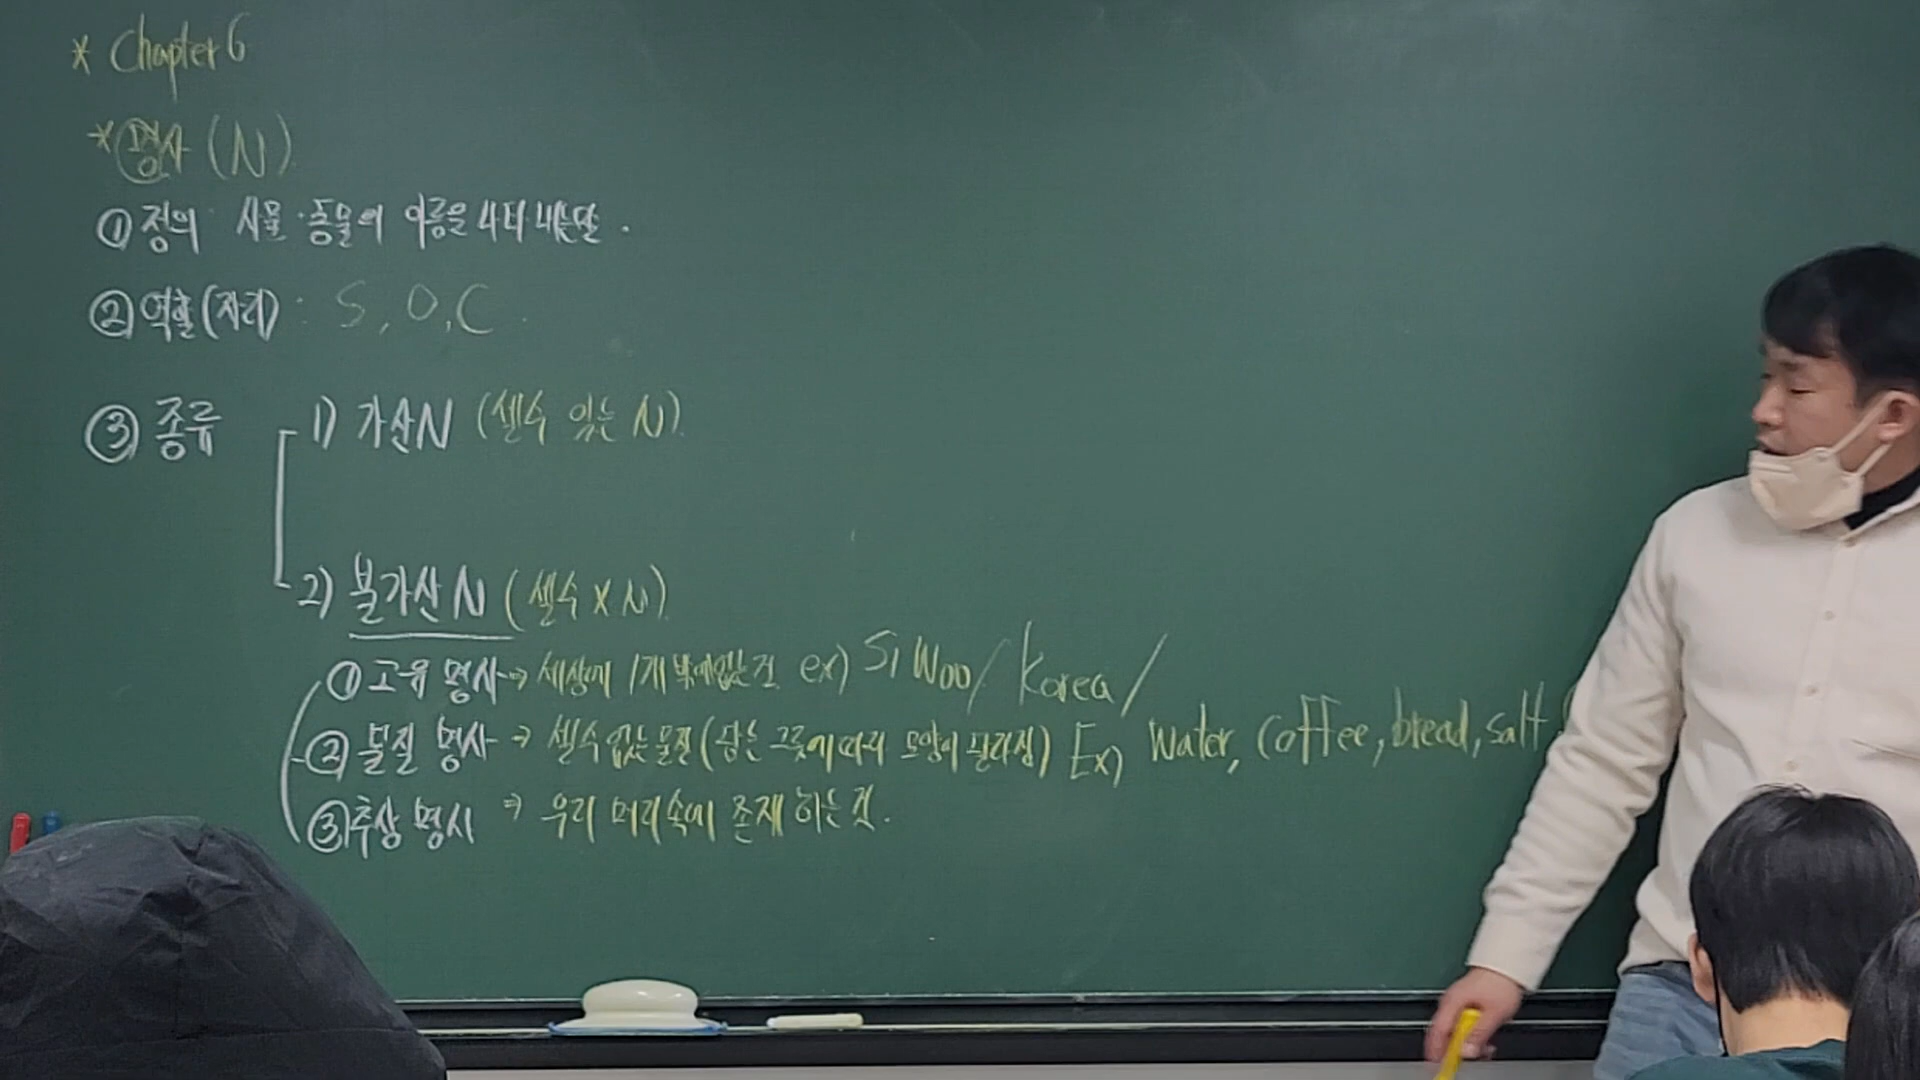 * Chapter 6
* 명사 (N)
① 정의 사물·동물의 이름을 나타내는말.
② 역할(자리) : S, O, C.
③ 종류
1) 가산N (셀수 있는 N)
2) 불가산 N (셀수 X N)
① 고유 명사 → 세상에 1개 밖에없는것. ex) Si Woo / Korea /
② 물질 명사 → 셀수 없는 물질 (담는 그릇에 따라 모양이 달라짐) Ex) Water, Coffee, bread, salt
③ 추상 명사 → 우리 머리속에 존재 하는것.